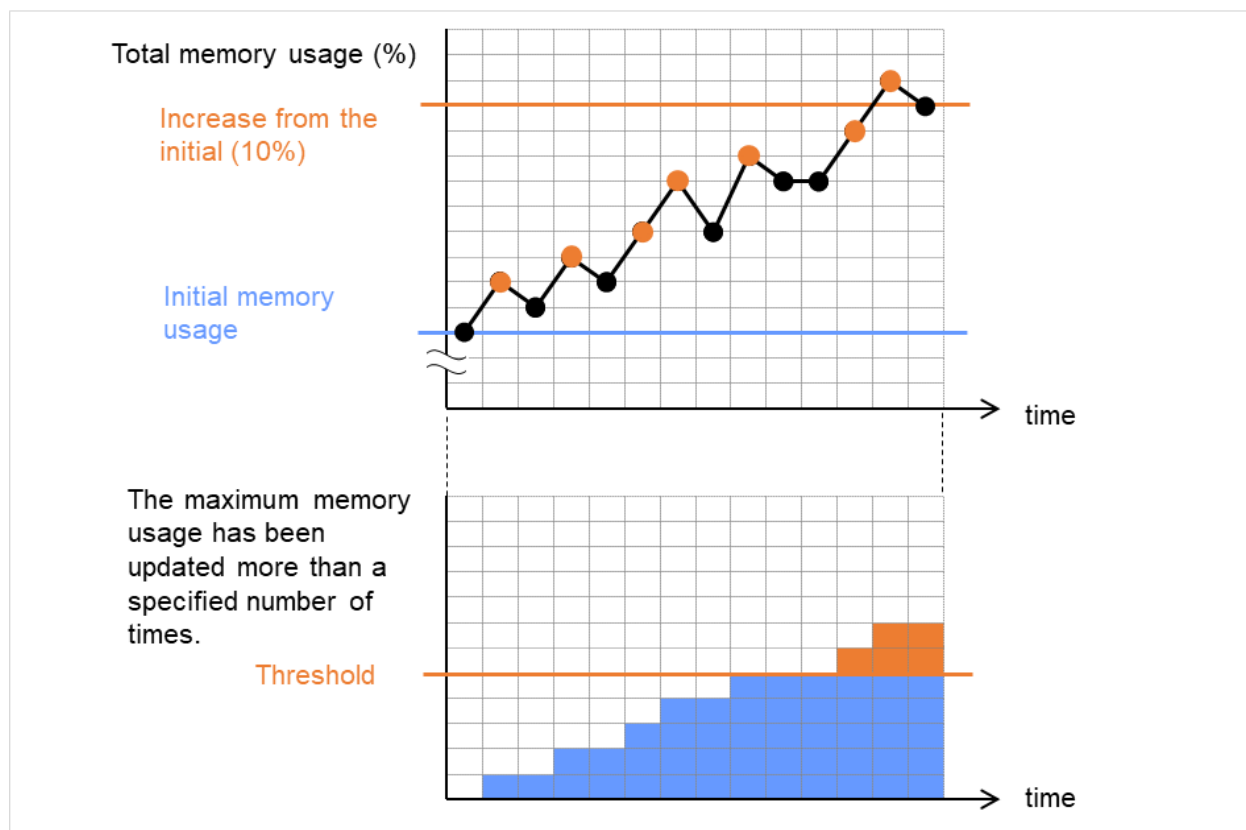 Total memory usage (%)
Increase from the
initial (10%)
Initial memory
usage
time
The maximum memory
usage has been
updated more than a
specified number of
times.
Threshold
time